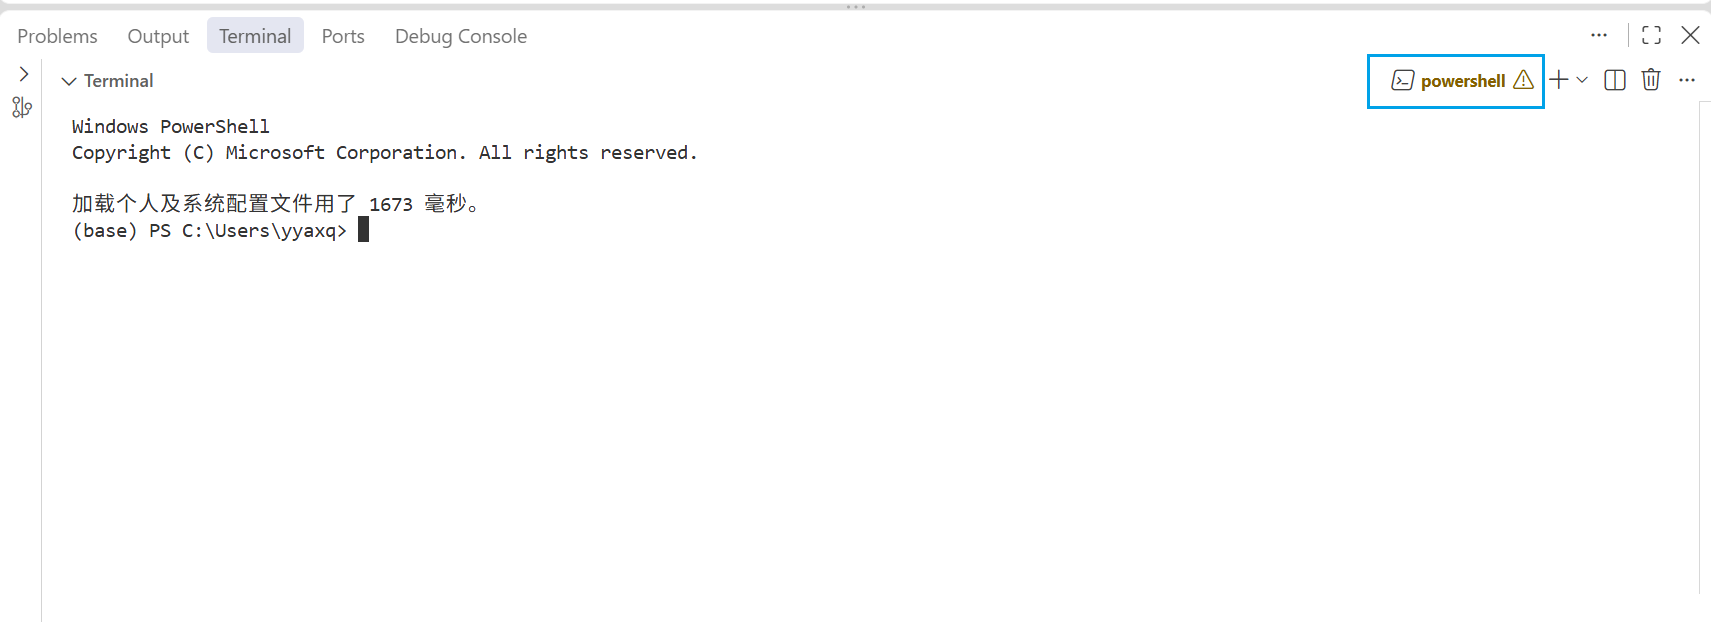 Problems Output Terminal Ports Debug Console
Terminal
powershell
Windows PowerShell
Copyright (C) Microsoft Corporation. All rights reserved.
加载个人及系统配置文件用了 1673 毫秒。
(base) PS C:\Users\yyaxq>